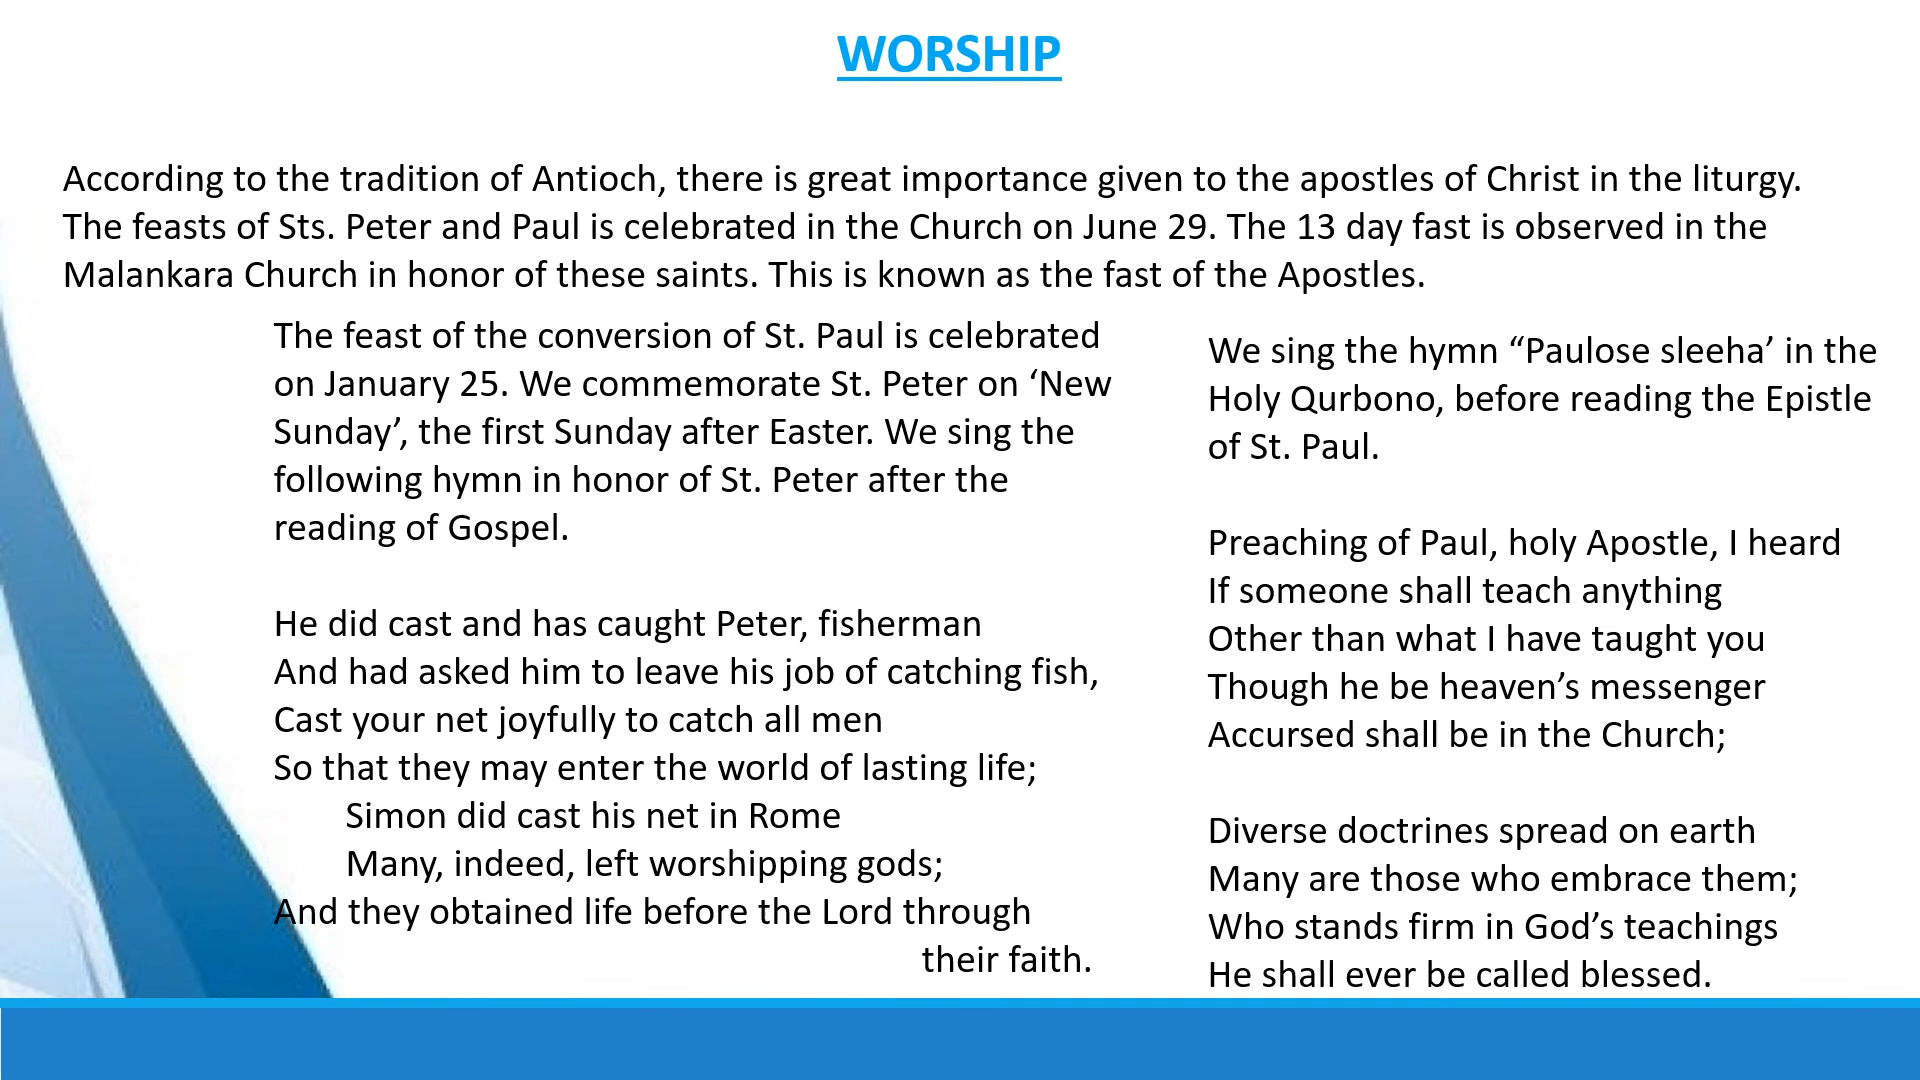 WORSHIP
According to the tradition of Antioch, there is great importance given to the apostles of Christ in the liturgy.
The feasts of Sts. Peter and Paul is celebrated in the Church on June 29. The 13 day fast is observed in the
Malankara Church in honor of these saints. This is known as the fast of the Apostles.
The feast of the conversion of St. Paul is celebrated
on January 25. We commemorate St. Peter on ‘New
Sunday’, the first Sunday after Easter. We sing the
following hymn in honor of St. Peter after the
reading of Gospel.
He did cast and has caught Peter, fisherman
And had asked him to leave his job of catching fish,
Cast your net joyfully to catch all men
So that they may enter the world of lasting life;
Simon did cast his net in Rome
Many, indeed, left worshipping gods;
And they obtained life before the Lord through
their faith.
We sing the hymn “Paulose sleeha’ in the
Holy Qurbono, before reading the Epistle
of St. Paul.
Preaching of Paul, holy Apostle, I heard
If someone shall teach anything
Other than what I have taught you
Though he be heaven’s messenger
Accursed shall be in the Church;
Diverse doctrines spread on earth
Many are those who embrace them;
Who stands firm in God’s teachings
He shall ever be called blessed.